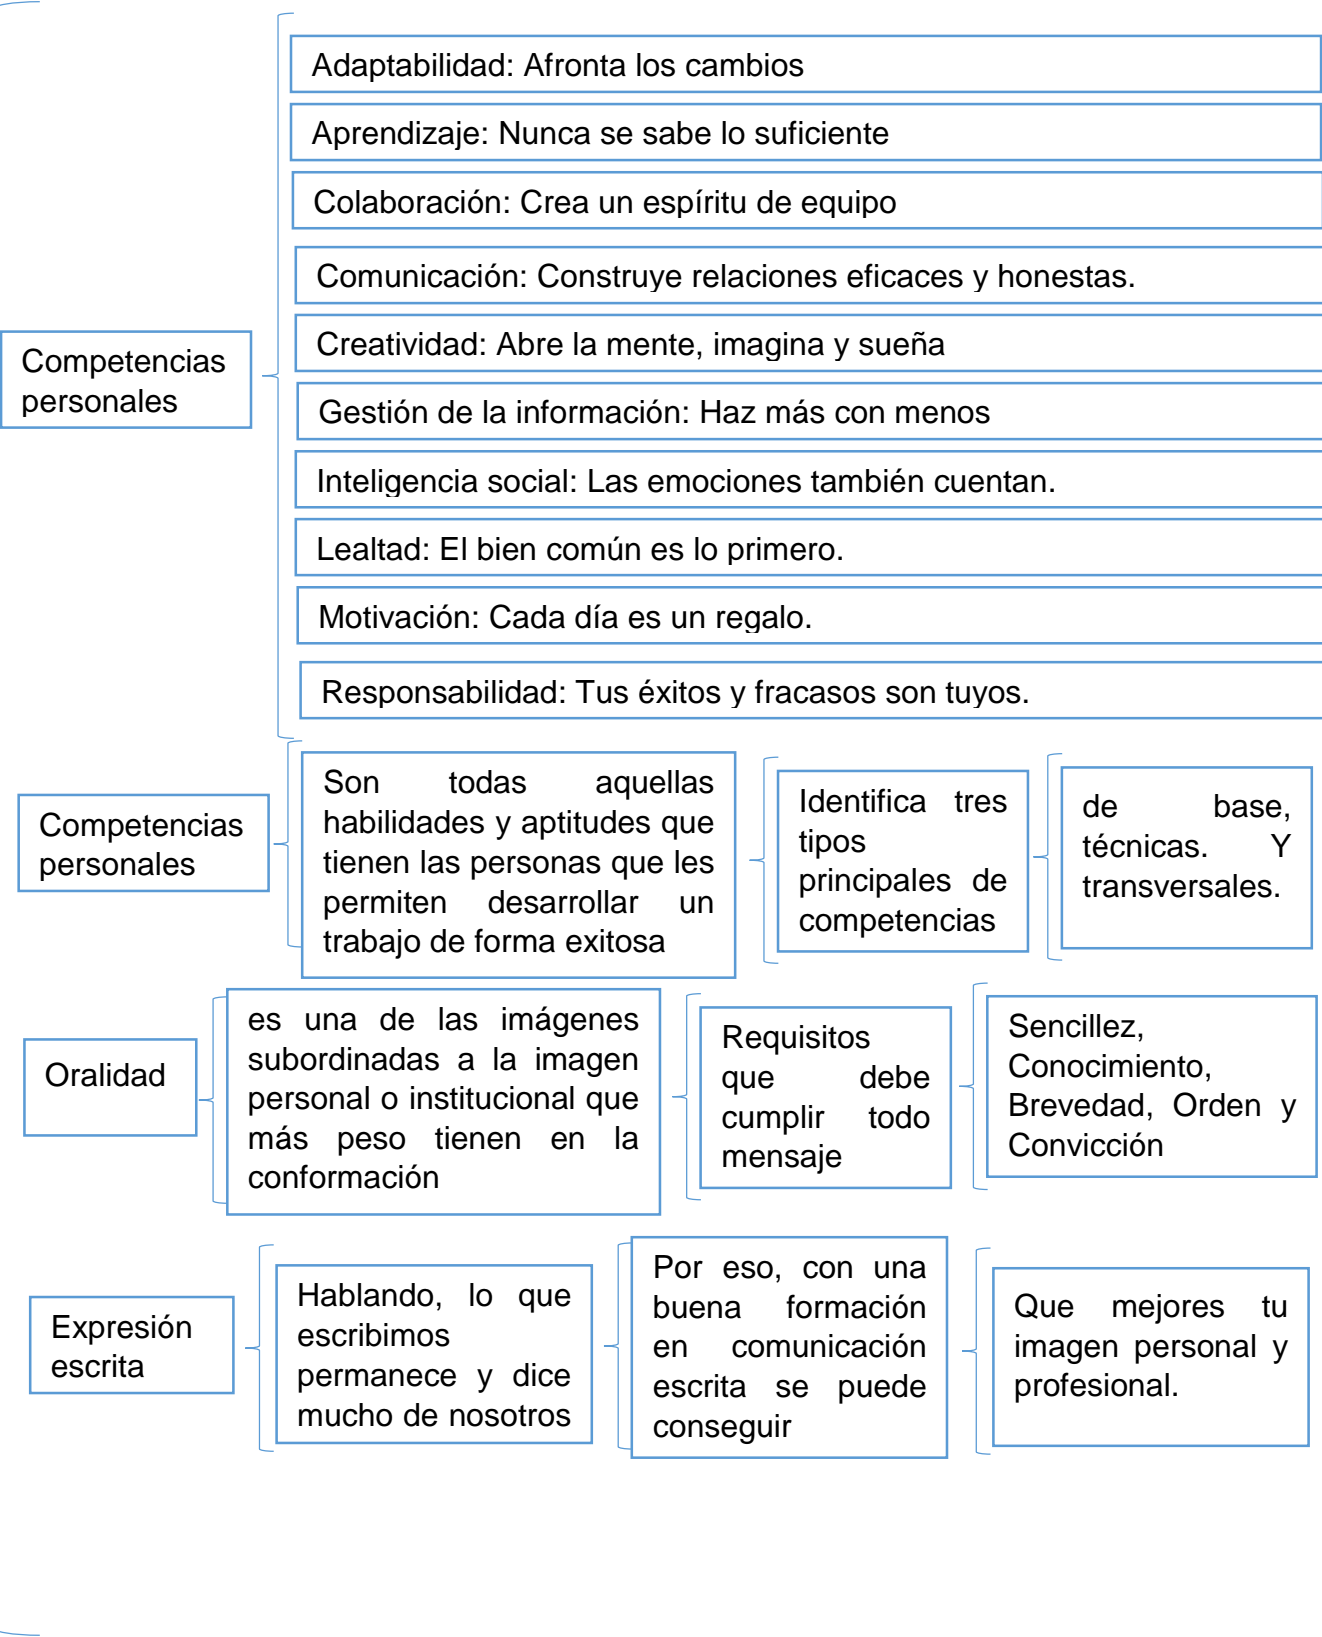 Competencias
personales
Adaptabilidad: Afronta los cambios
Aprendizaje: Nunca se sabe lo suficiente
Colaboración: Crea un espíritu de equipo
Comunicación: Construye relaciones eficaces y honestas.
Creatividad: Abre la mente, imagina y sueña
Gestión de la información: Haz más con menos
Inteligencia social: Las emociones también cuentan.
Lealtad: El bien común es lo primero.
Motivación: Cada día es un regalo.
Responsabilidad: Tus éxitos y fracasos son tuyos.
Competencias
personales
Son todas aquellas
habilidades y aptitudes que
tienen las personas que les
permiten desarrollar un
trabajo de forma exitosa
Identifica tres
tipos
principales de
competencias
de base,
técnicas. Y
transversales.
Oralidad
es una de las imágenes
subordinadas a la imagen
personal o institucional que
más peso tienen en la
conformación
Requisitos
que debe
cumplir todo
mensaje
Sencillez,
Conocimiento,
Brevedad, Orden y
Convicción
Expresión
escrita
Hablando, lo que
escribimos
permanece y dice
mucho de nosotros
Por eso, con una
buena formación
en comunicación
escrita se puede
conseguir
Que mejores tu
imagen personal y
profesional.